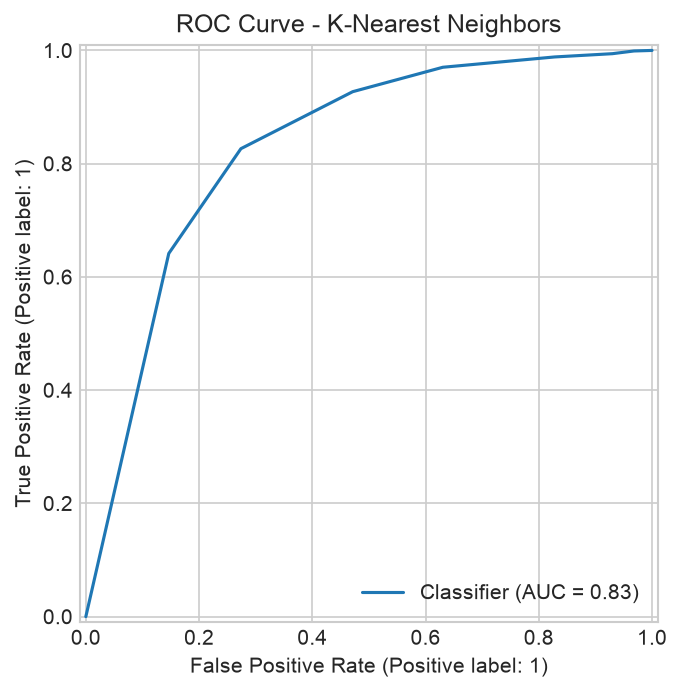 ROC Curve - K-Nearest Neighbors
True Positive Rate (Positive label: 1)
1.0
0.8
0.6
0.4
0.2
0.0
Classifier (AUC = 0.83)
0.0 0.2 0.4 0.6 0.8 1.0
False Positive Rate (Positive label: 1)